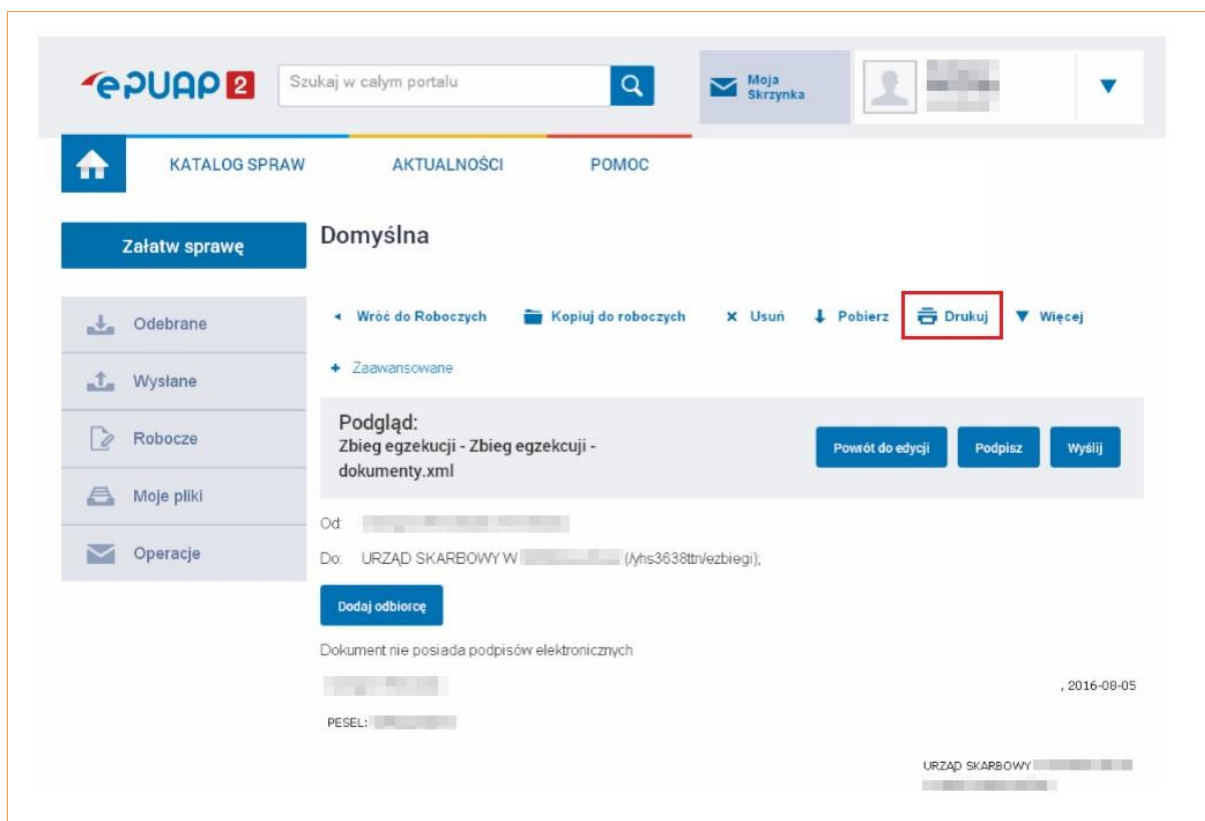 ePUAP 2
Szukaj w całym portalu
Moja
Skrzynka
KATALOG SPRAW AKTUALNOŚCI POMOC
Załatw sprawę
Domyślna
Odebrane
Wysłane
Robocze
Moje pliki
Operacje
Wróć do Roboczych Kopiuj do roboczych Usuń Pobierz Drukuj Więcej
Zaawansowane
Podgląd:
Zbieg egzekucji - Zbieg egzekcuji -
dokumenty.xml
Powrót do edycji Podpisz Wyślij
Od:
Do: URZĄD SKARBOWY W (/yhs3638ttn/ezbiegi);
Dodaj odbiorcę
Dokument nie posiada podpisów elektronicznych
, 2016-08-05
PESEL:
URZĄD SKARBOWY